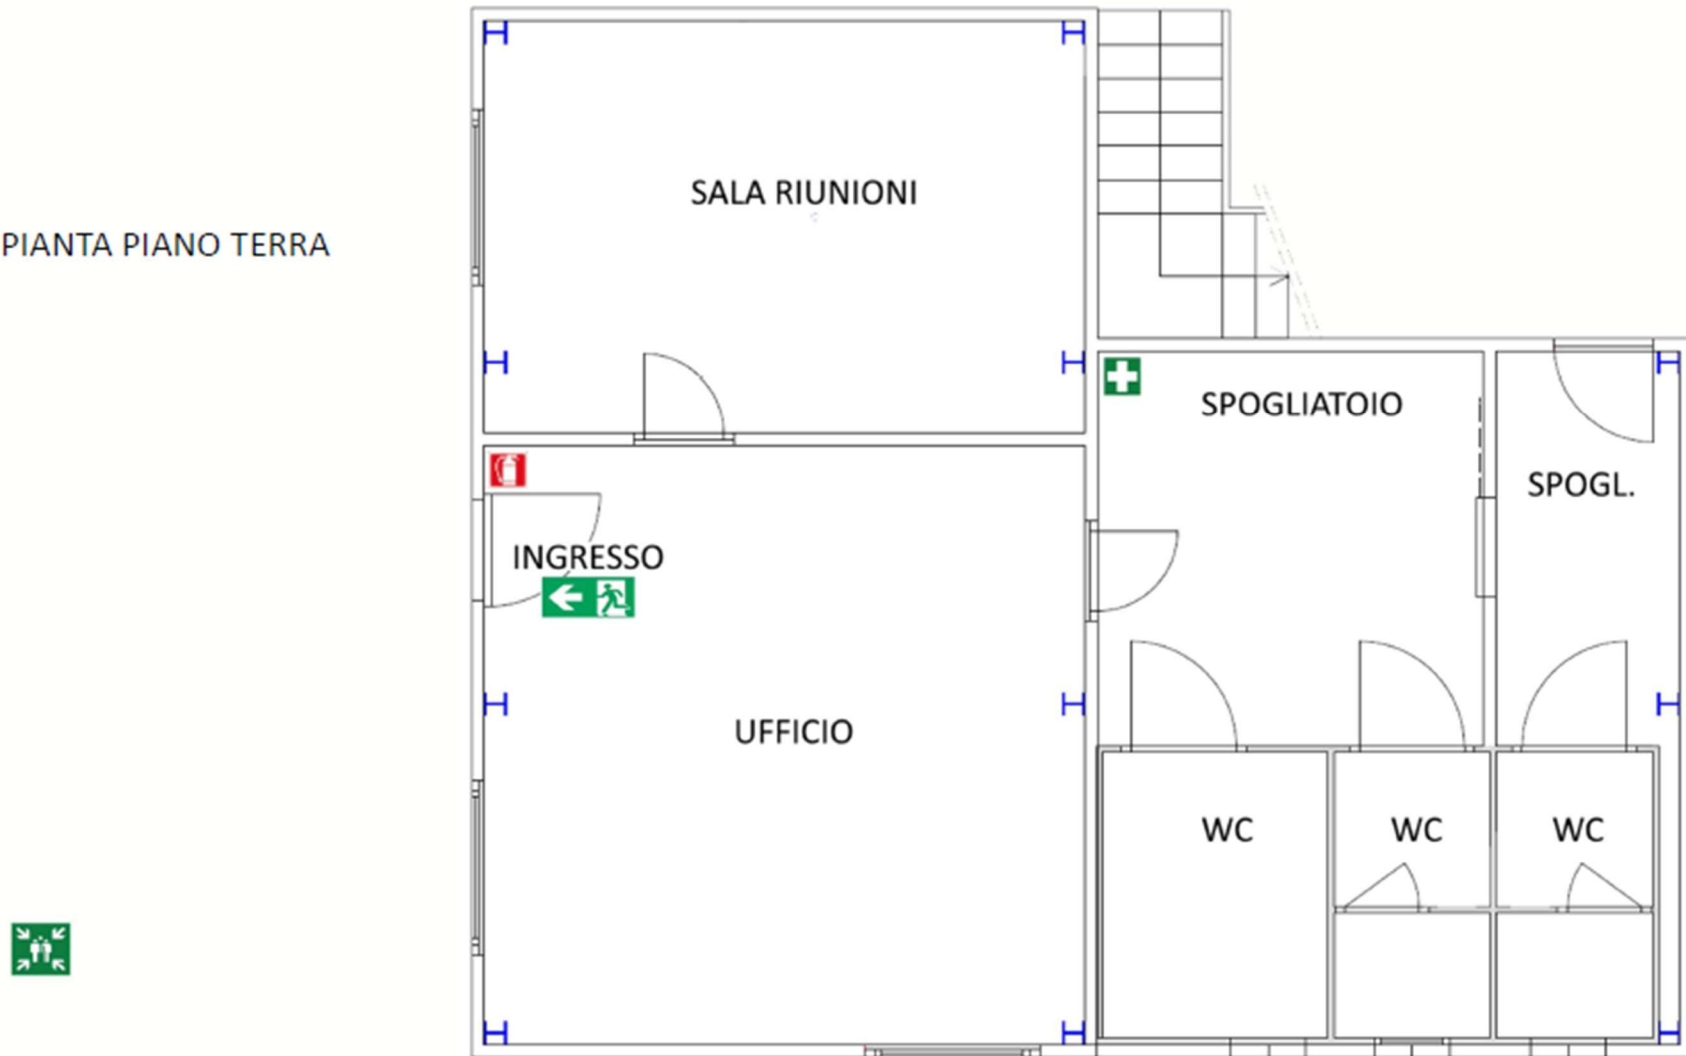 SALA RIUNIONI
PIANTA PIANO TERRA
SPOGLIATOIO
SPOGL.
INGRESSO
UFFICIO
WC WC WC